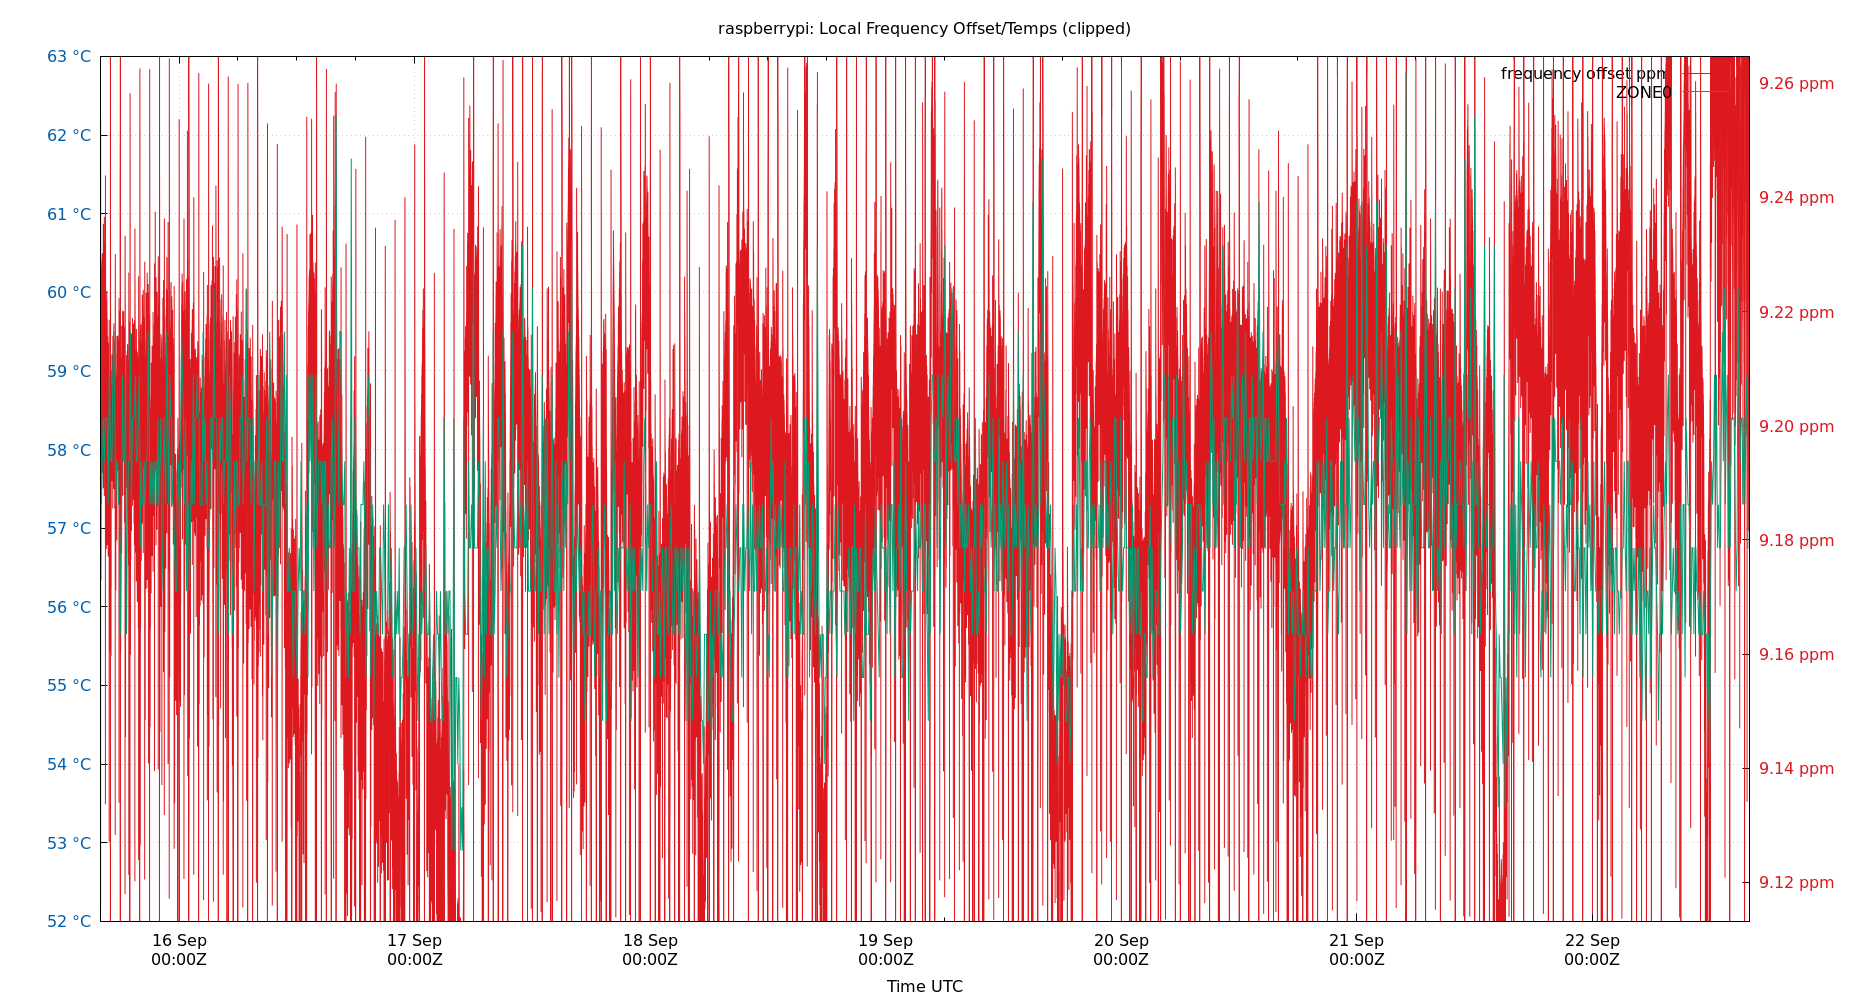 raspberrypi: Local Frequency Offset/Temps (clipped)
63 °C
62 °C
61 °C
60 °C
59 °C
58 °C
57 °C
56 °C
55 °C
54 °C
53 °C
52 °C
frequency offset ppm
ZONE0
9.26 ppm
9.24 ppm
9.22 ppm
9.20 ppm
9.18 ppm
9.16 ppm
9.14 ppm
9.12 ppm
16 Sep
00:00Z
17 Sep
00:00Z
18 Sep
00:00Z
19 Sep
00:00Z
20 Sep
00:00Z
21 Sep
00:00Z
22 Sep
00:00Z
Time UTC